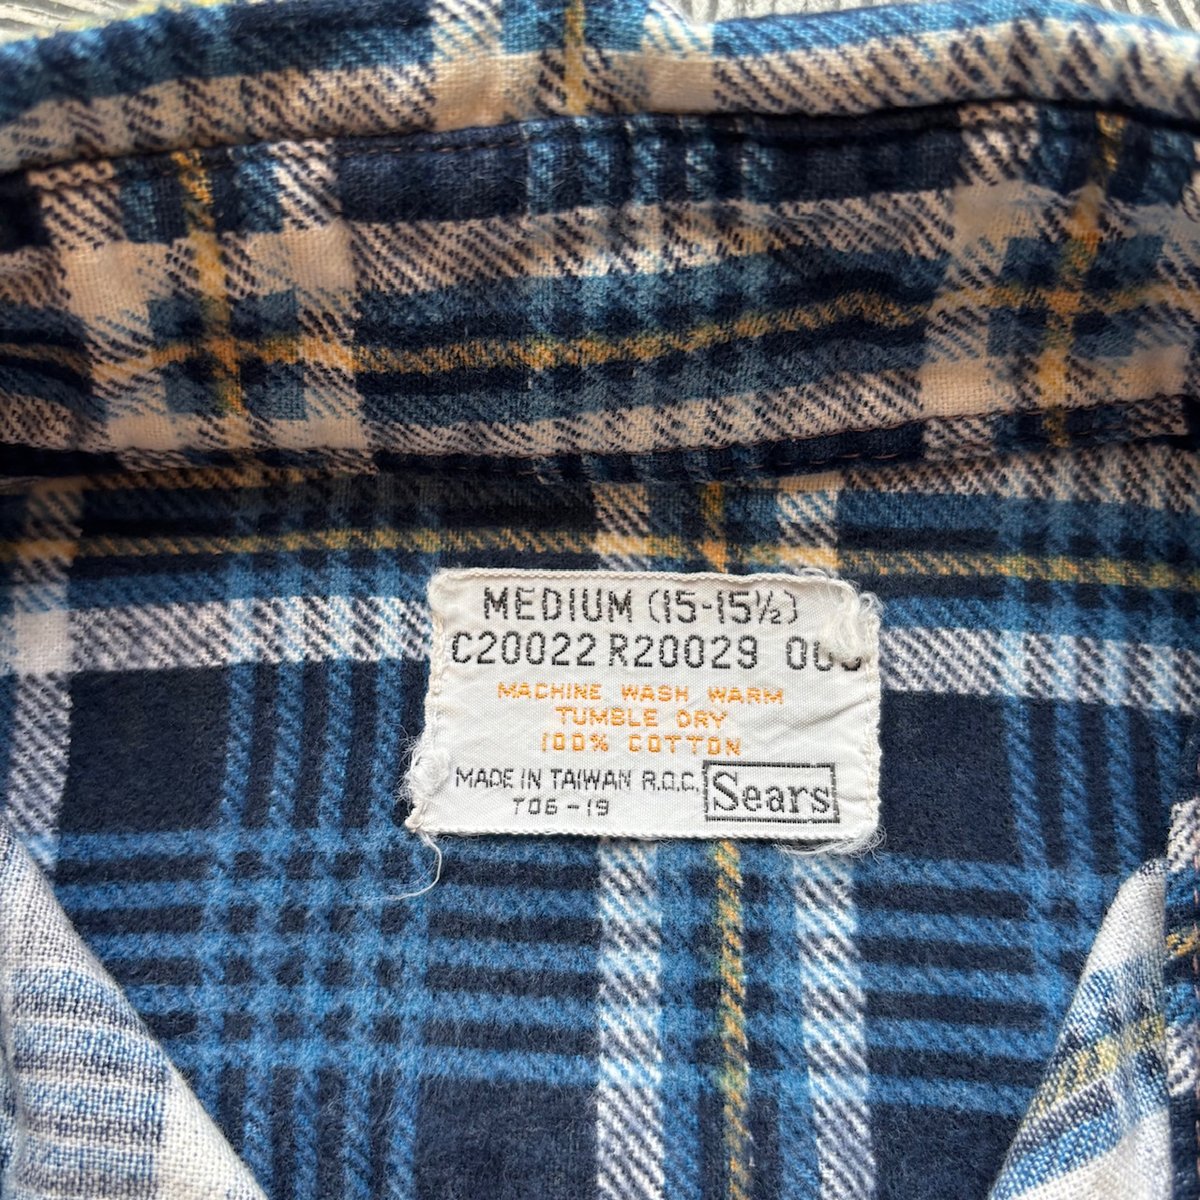 MEDIUM (15-15½)
C20022 R20029
MACHINE WASH WARM
TUMBLE DRY
100% COTTON
MADE IN TAIWAN R.O.C.
T06-19
Sears